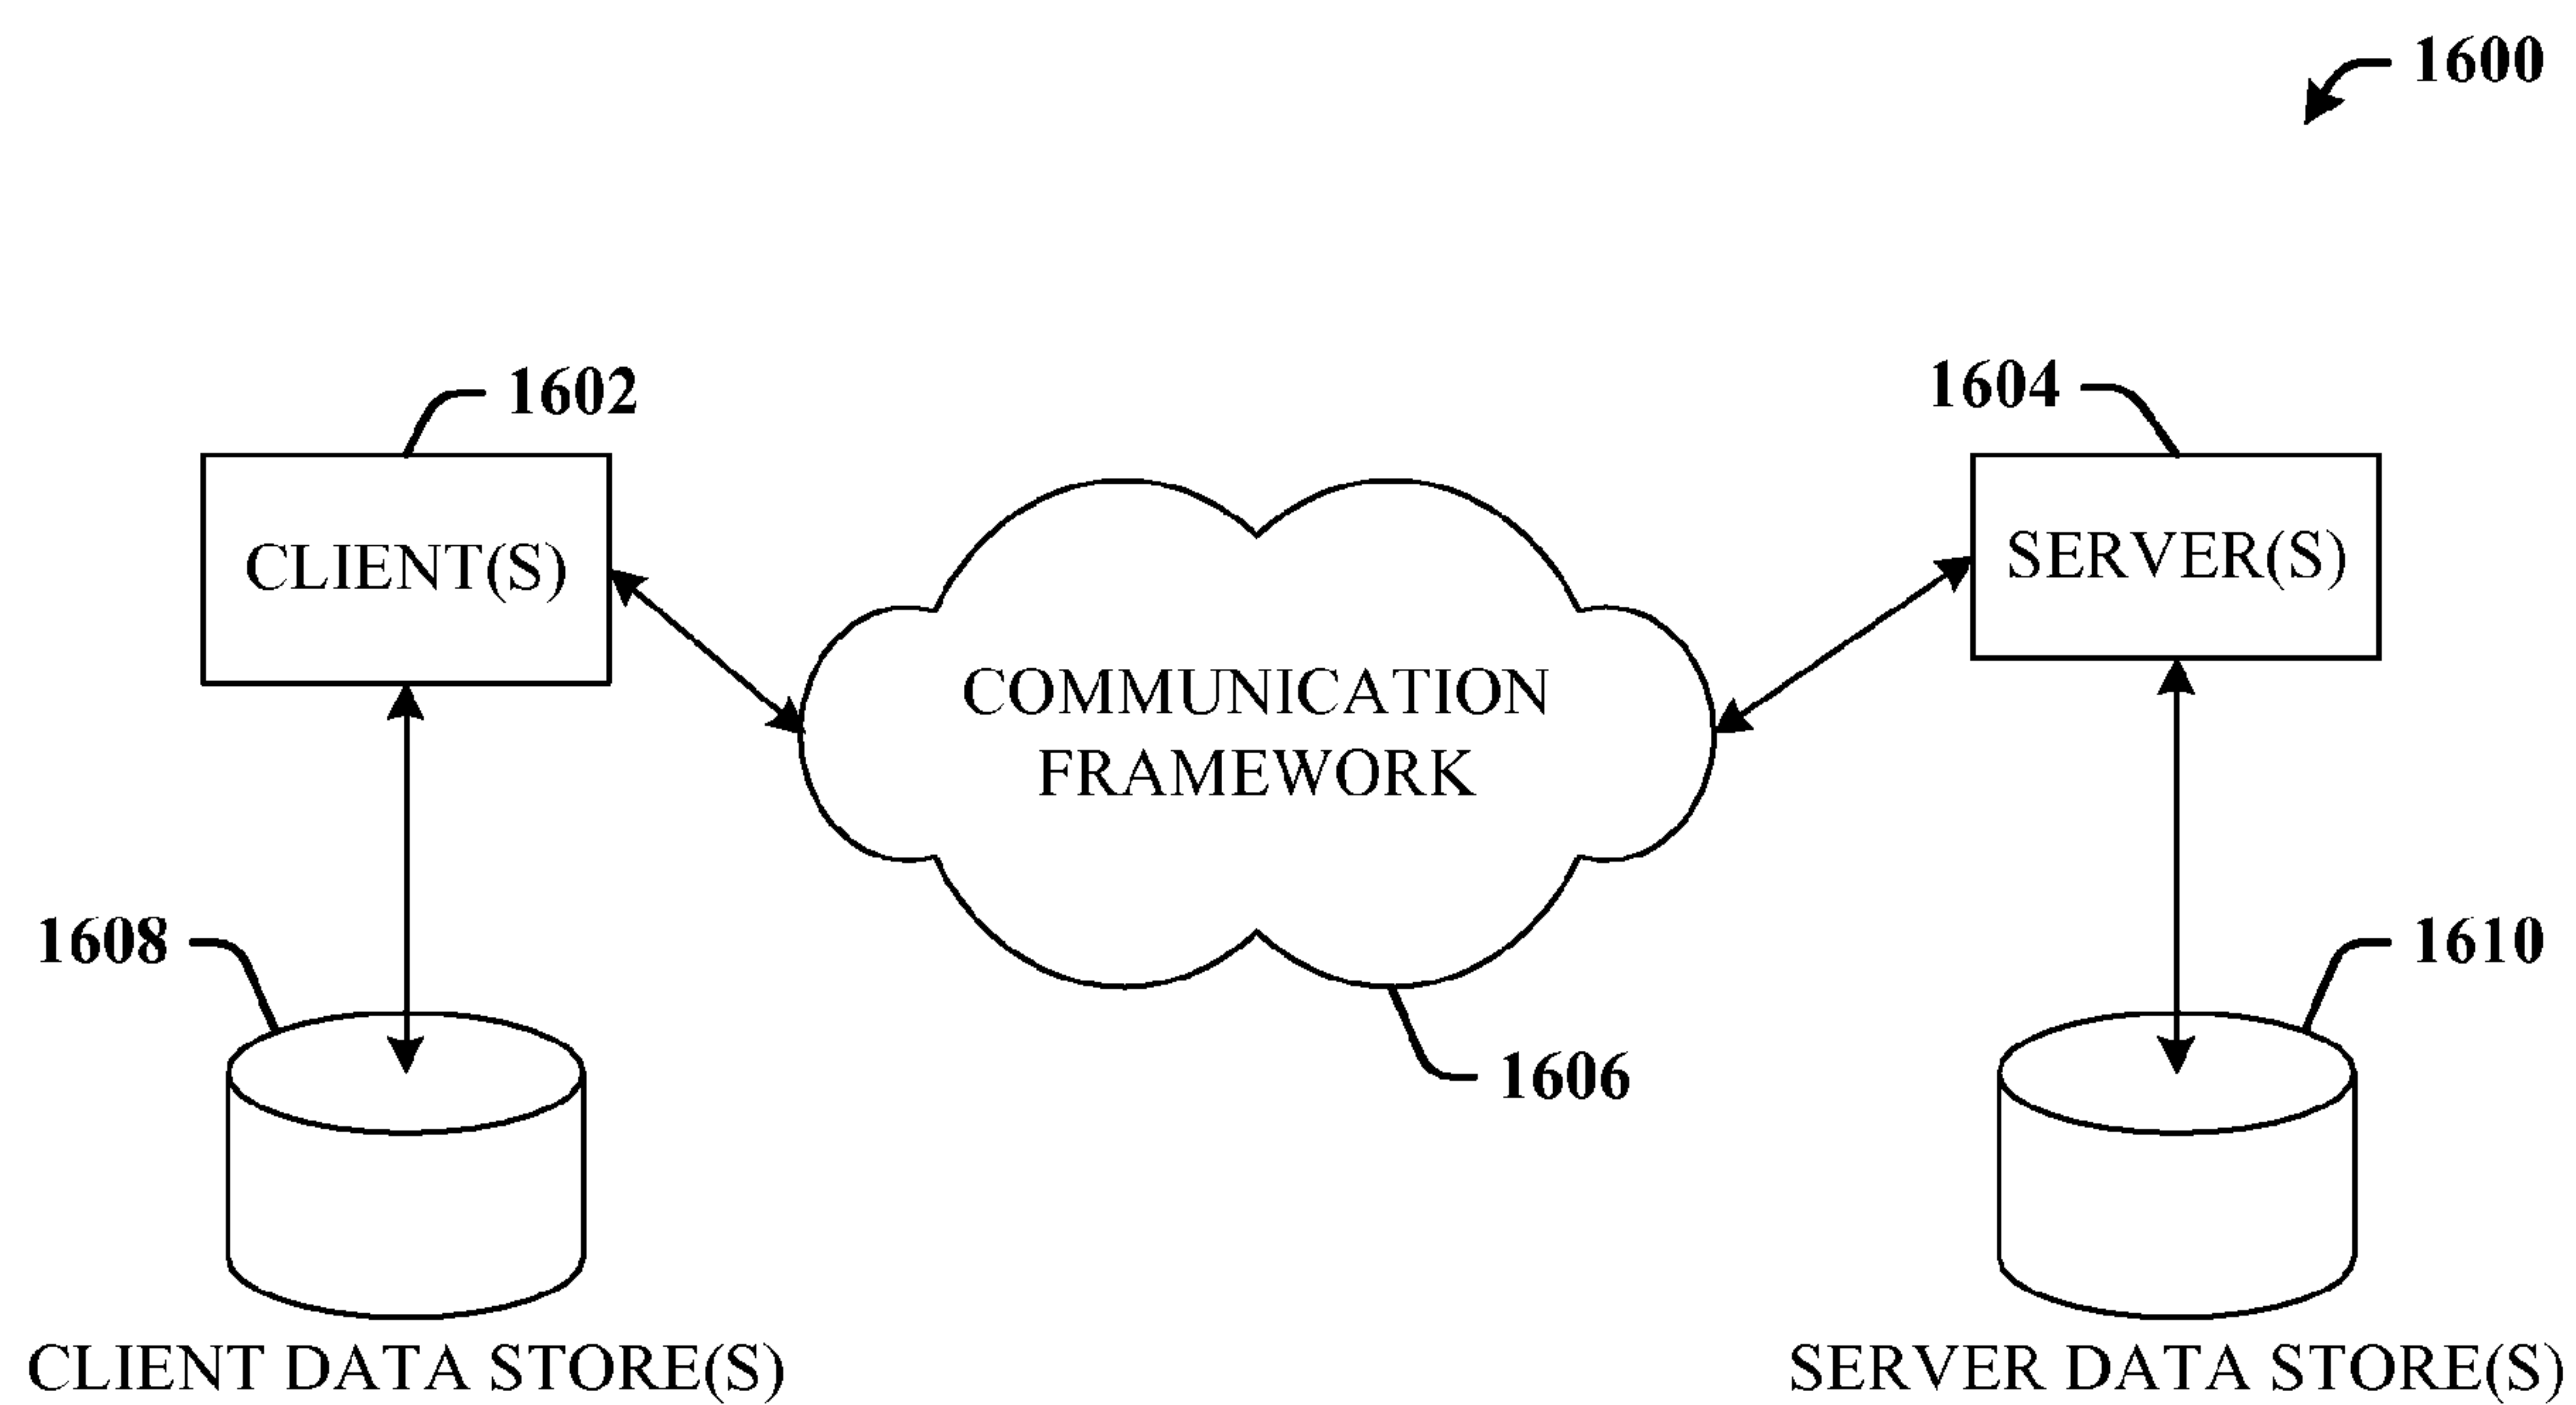 1600
1602
1604
CLIENT(S)
SERVER(S)
COMMUNICATION
FRAMEWORK
1608
1610
1606
CLIENT DATA STORE(S)
SERVER DATA STORE(S)